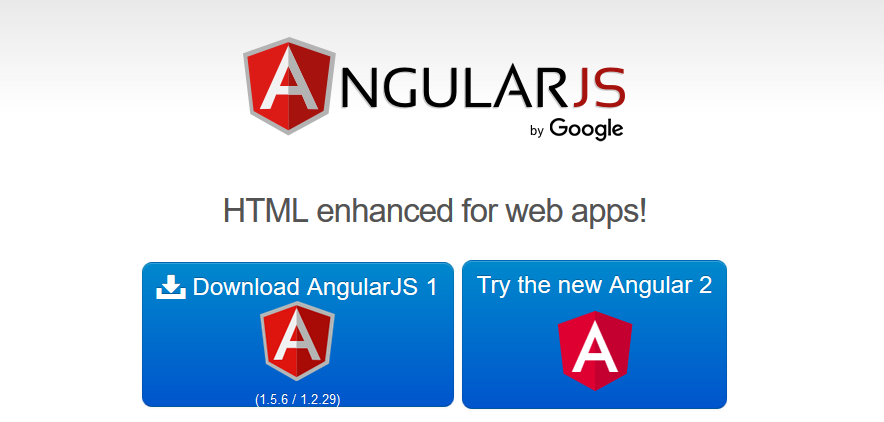 ANGULARJS
by Google
HTML enhanced for web apps!
Download AngularJS 1
A
(1.5.6 / 1.2.29)
Try the new Angular 2
A